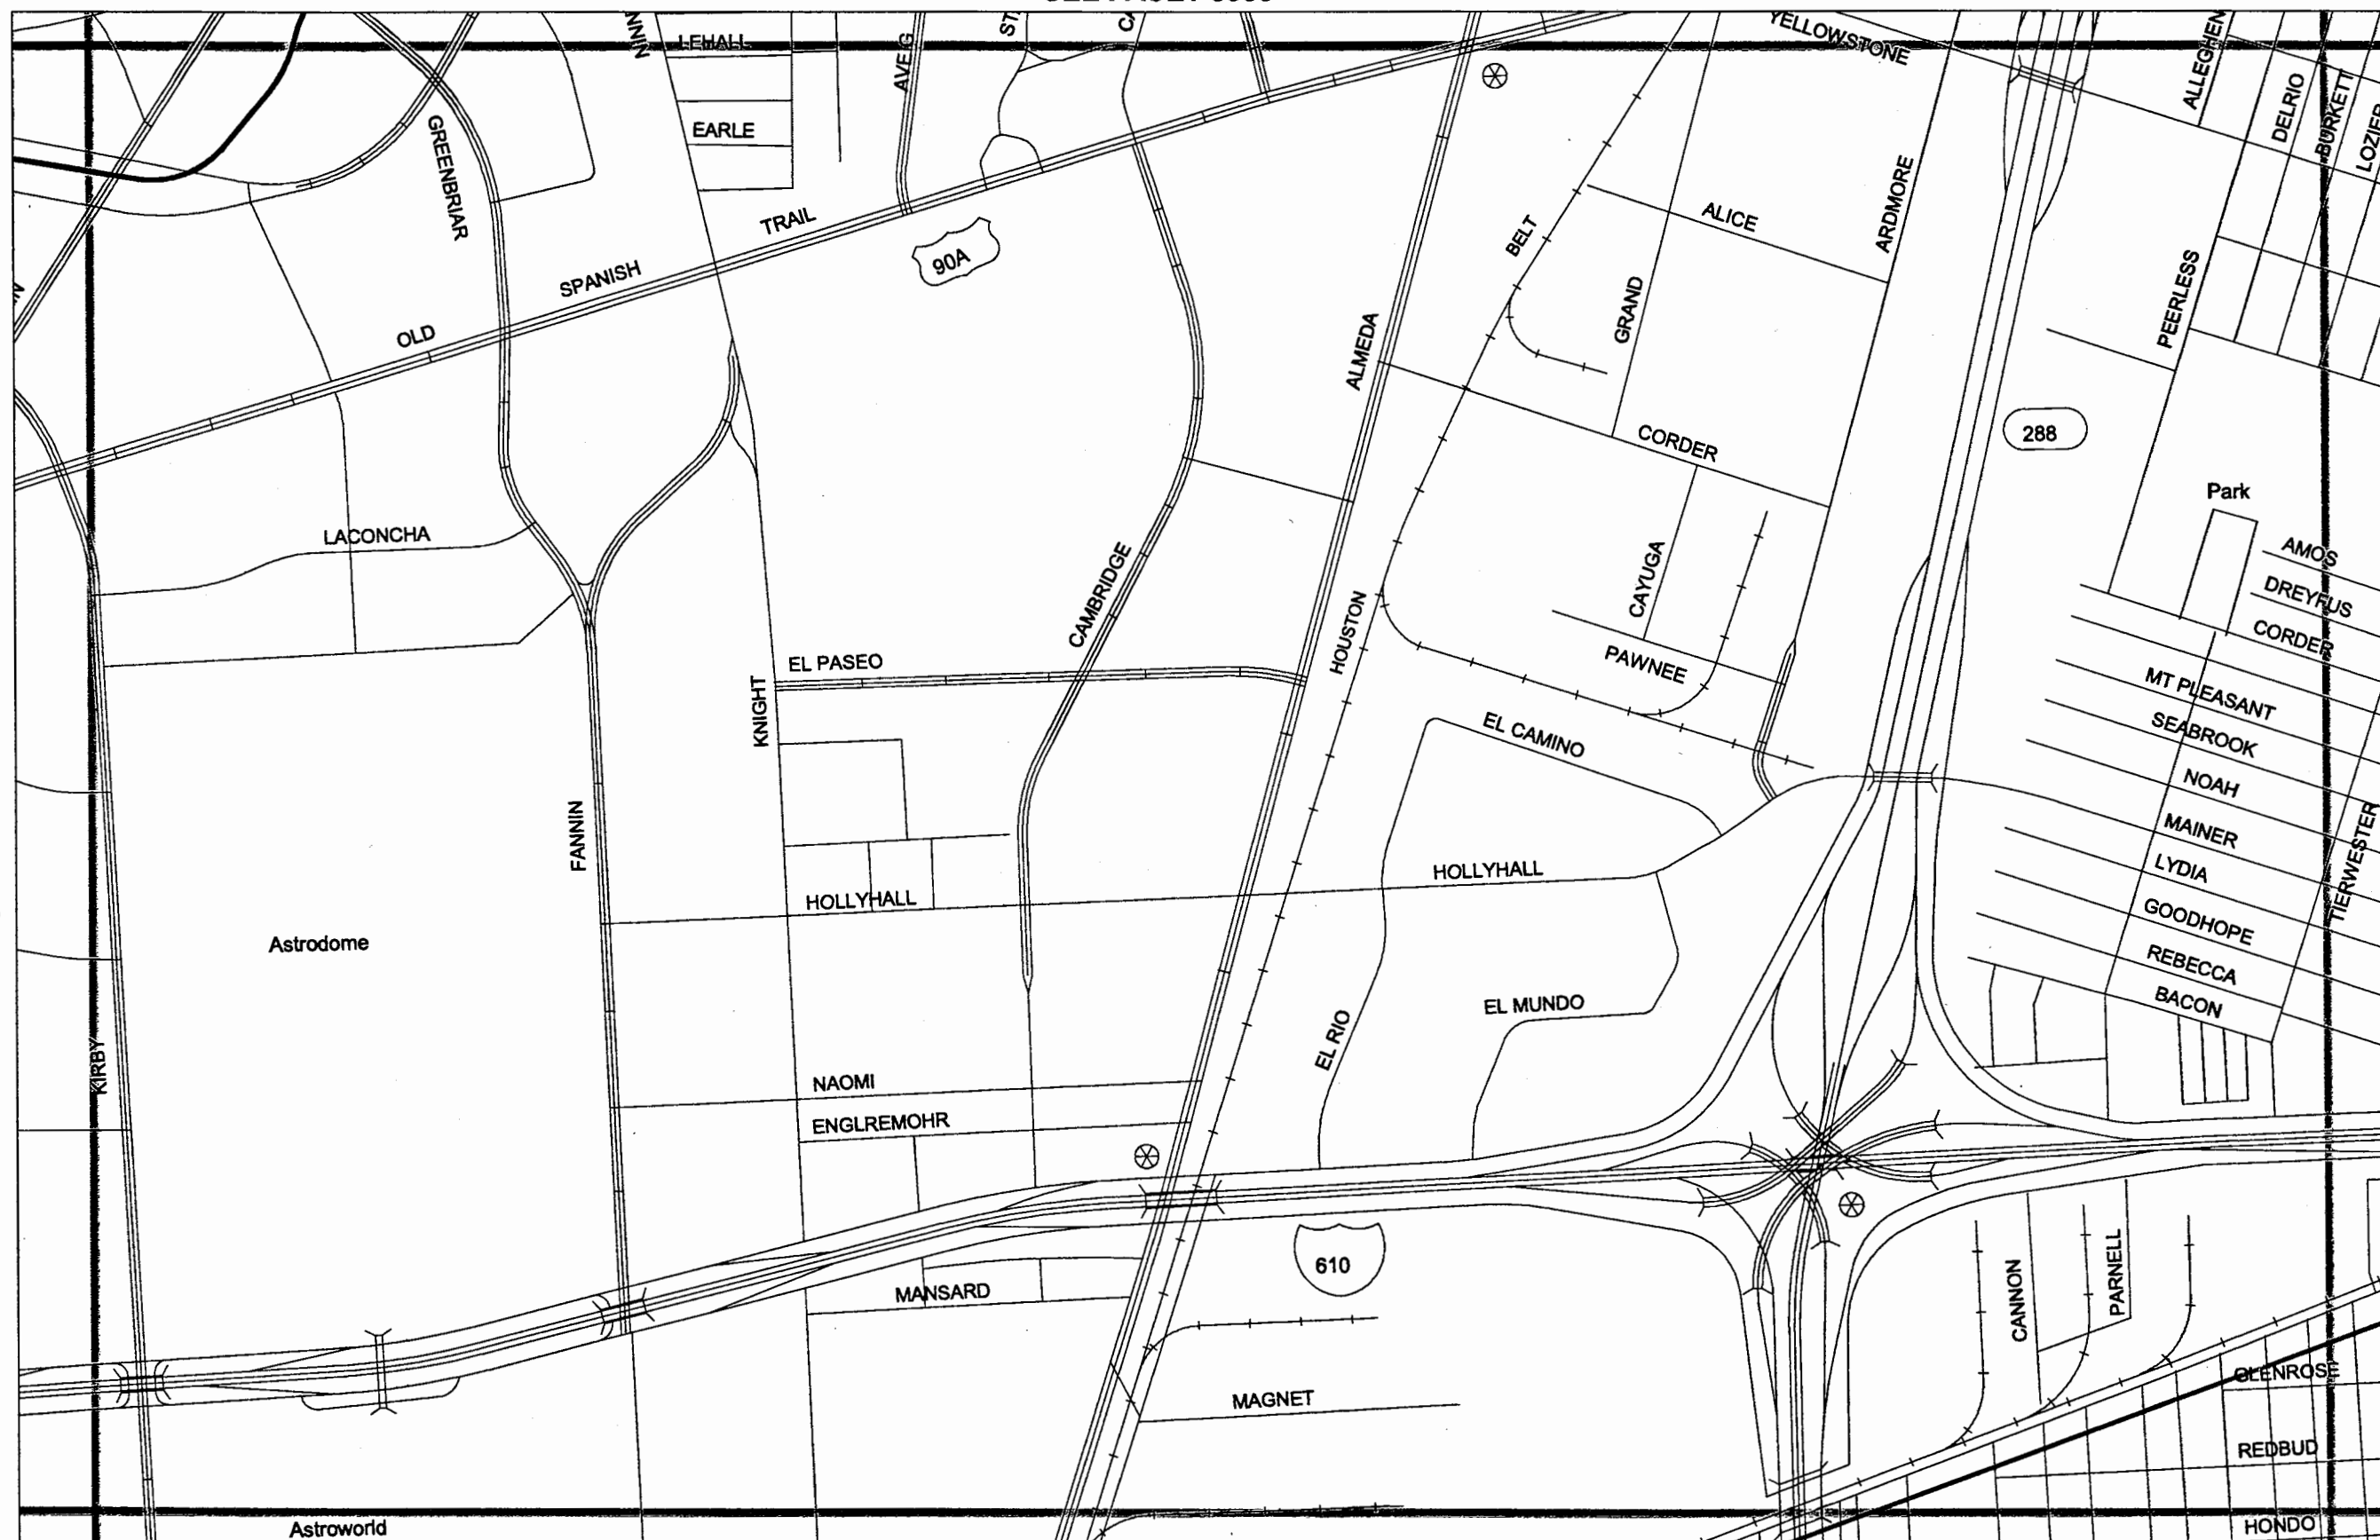 LEHALL
AVE G
YELLOWSTONE
DELRIO
BURKETT
EARLE
GREENBRIAR
TRAIL
SPANISH
OLD
90A
BELT
ALICE
ARDMORE
GRAND
PEERLESS
ALMEDA
CORDER
288
Park
LACONCHA
CAMBRIDGE
HOUSTON
CAYUGA
AMOS
DREYFUS
CORDER
PAWNEE
EL PASEO
KNIGHT
MT PLEASANT
SEABROOK
EL CAMINO
NOAH
MAINER
TIERWESTER
FANNIN
HOLLYHALL
HOLLYHALL
LYDIA
GOODHOPE
Astrodome
REBECCA
BACON
EL MUNDO
EL RIO
KIRBY
NAOMI
ENGLREMOHR
610
MANSARD
CANNON
PARNELL
MAGNET
GLENROSE
REDBUD
Astroworld
HONDO